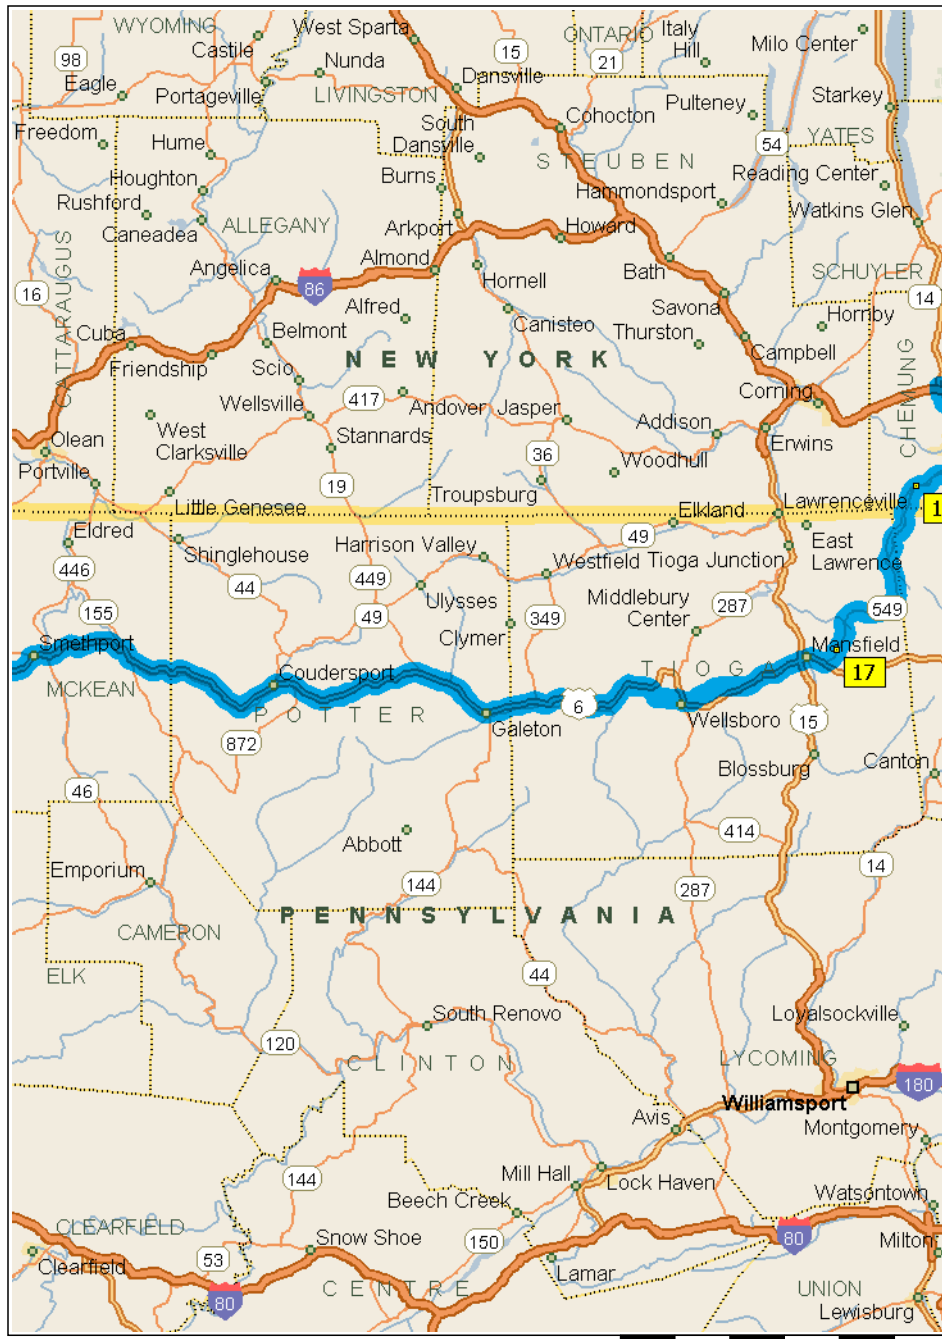 WYOMING
West Sparta
ONTARIO
Italy
Hill
Milo Center
Castile
98
Nunda
15
21
Eagle
Portageville
Dansville
LIVINGSTON
Pulteney
Starkey
Freedom
Hume
South
Dansville
Cohocton
54
YATES
STEUBEN
Houghton
Burns
Hammondsport
Reading Center
Rushford
Caneadea
ALLEGANY
Arkport
Howard
Watkins Glen
CATTARAUGUS
Angelica
Almond
Hornell
Bath
SCHUYLER
16
86
Alfred
Canisteo
Savona
14
Hornby
Cuba
Belmont
Thurston
Friendship
NEW YORK
Campbell
CHEMUNG
Scio
Corning
Wellsville
417
Andover
Jasper
Addison
Olean
West
Clarksville
Stannards
36
Erwins
Portville
Woodhull
19
Troupsburg
Little Genesee
Elkland
Lawrenceville
1
Eldred
Shinglehouse
Harrison Valley
49
East
Lawrence
446
44
449
Westfield
Tioga Junction
Ulysses
Middlebury
Center
287
549
155
49
Clymer
349
Smethport
Coudersport
TIOGA
Mansfield
17
MCKEAN
POTTER
6
Wellsboro
15
872
Galeton
Blossburg
Canton
46
Abbott
414
Emporium
144
287
14
PENNSYLVANIA
CAMERON
ELK
44
South Renovo
Loyalsockville
120
CLINTON
LYCOMING
180
Williamsport
Avis
Montgomery
144
Mill Hall
Lock Haven
Beech Creek
Watsontown
CLEARFIELD
Snow Shoe
150
80
Milton
Clearfield
53
Lamar
80
CENTRE
UNION
Lewisburg